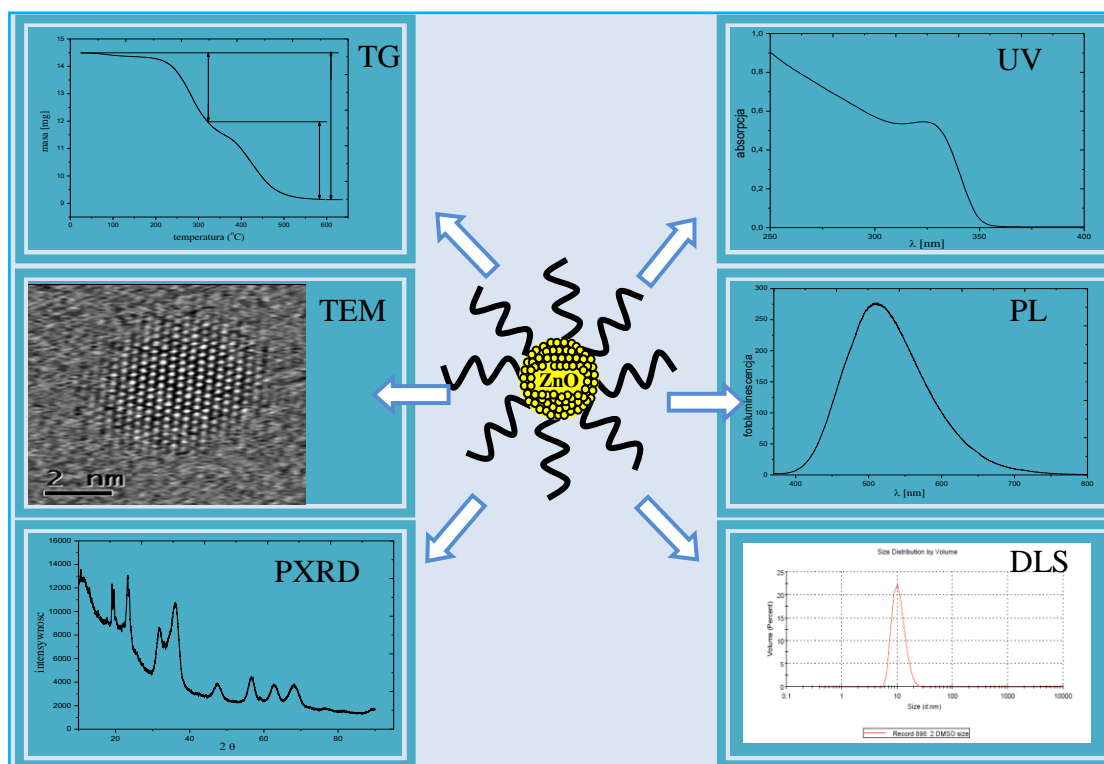 TG
masa [mg]
15
14
13
12
11
10
9
0 100 200 300 400 500 600
temperatura (°C)
UV
absorpcja
1,0
0,8
0,6
0,4
0,2
0,0
250 300 350 400
λ [nm]
TEM
2 nm
ZnO
PL
fotoluminescencja
300
250
200
150
100
50
0
400 500 600 700 800
λ [nm]
PXRD
intensywnosc
16000
14000
12000
10000
8000
6000
4000
2000
0
20 40 60 80
2 θ
DLS
Size Distribution by Volume
Volume (Percent)
25
20
15
10
5
0
0.1 1 10 100 1000 10000
Size (d.nm)
Record 898: 2 DMSO size